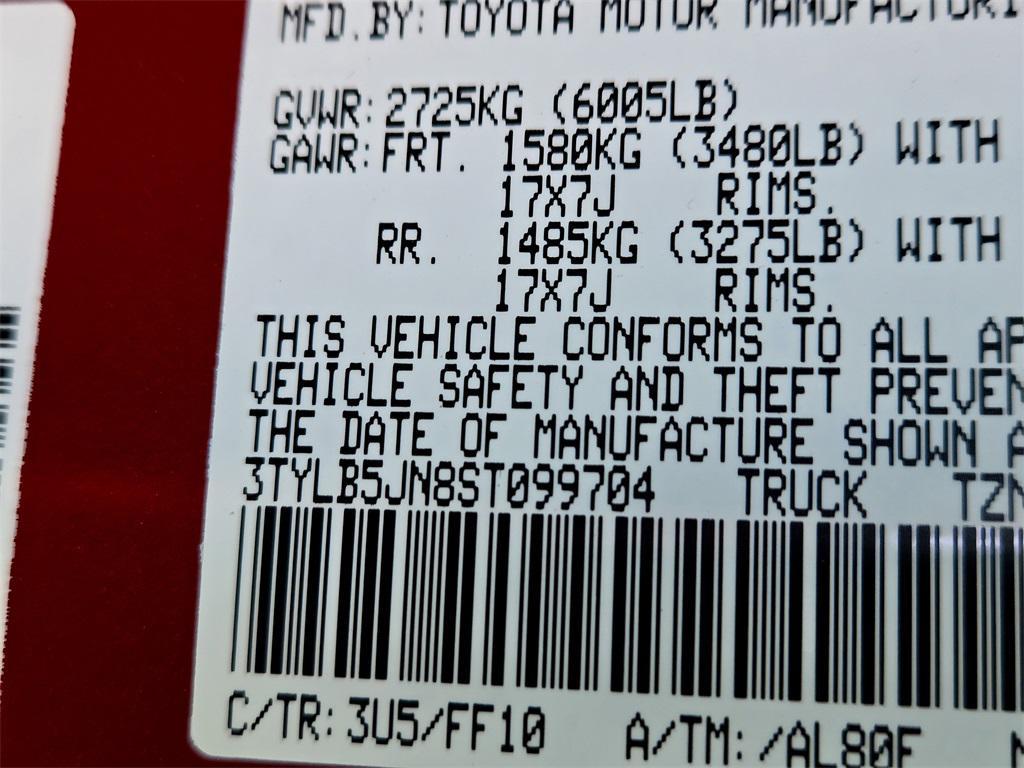 MFD.BY: TOYOTA MOTOR MANUFACTURI
GVWR: 2725KG (6005LB)
GAWR: FRT. 1580KG (3480LB) WITH
17X7J RIMS.
RR. 1485KG (3275LB) WITH
17X7J RIMS.
THIS VEHICLE CONFORMS TO ALL AP
VEHICLE SAFETY AND THEFT PREVEN
THE DATE OF MANUFACTURE SHOWN A
3TYLB5JN8ST099704 TRUCK TZN
C/TR: 3U5/FF10 A/TM: /AL80F